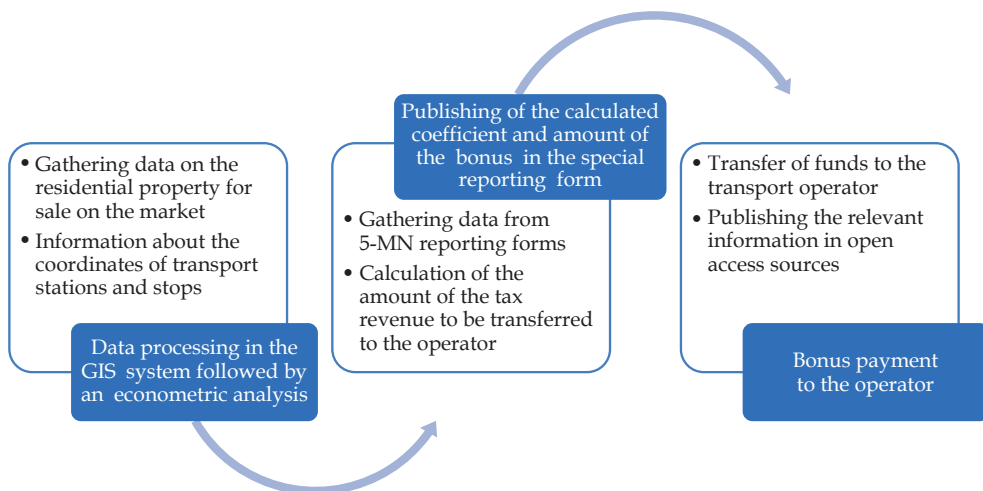 • Gathering data on the
residential property for
sale on the market
• Information about the
coordinates of transport
stations and stops
Data processing in the
GIS system followed by
an econometric analysis
Publishing of the calculated
coefficient and amount of
the bonus in the special
reporting form
• Gathering data from
5-MN reporting forms
• Calculation of the
amount of the tax
revenue to be transferred
to the operator
• Transfer of funds to the
transport operator
• Publishing the relevant
information in open
access sources
Bonus payment
to the operator